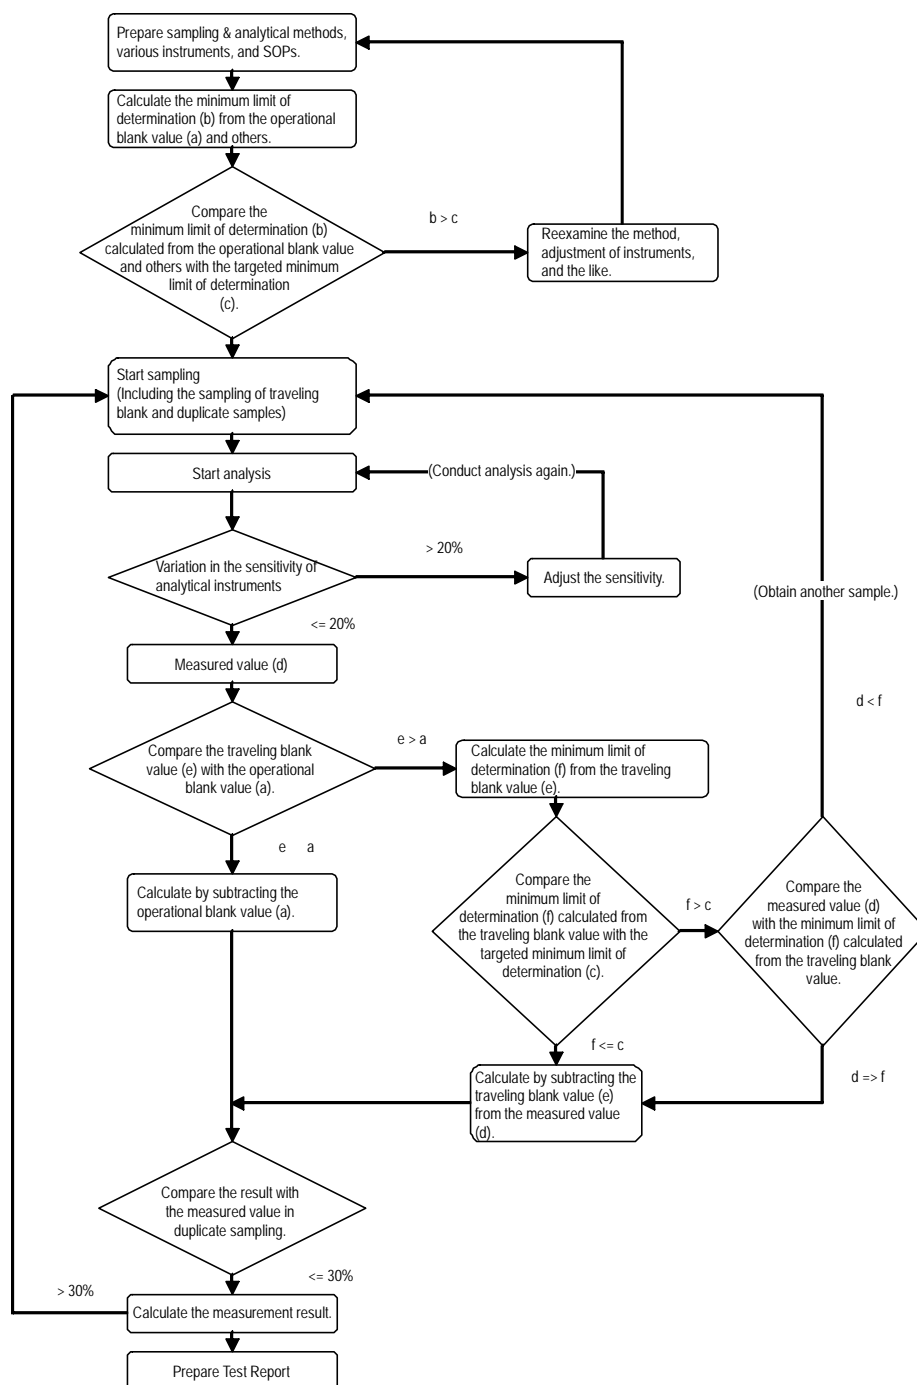 Prepare sampling & analytical methods,
various instruments, and SOPs.
Calculate the minimum limit of
determination (b) from the operational
blank value (a) and others.
Compare the
minimum limit of determination (b)
calculated from the operational blank value
and others with the targeted minimum
limit of determination
(c).
b > c
Reexamine the method,
adjustment of instruments,
and the like.
Start sampling
(Including the sampling of traveling
blank and duplicate samples)
Start analysis
(Conduct analysis again.)
Variation in the sensitivity of
analytical instruments
> 20%
Adjust the sensitivity.
(Obtain another sample.)
<= 20%
Measured value (d)
d < f
Compare the traveling blank
value (e) with the operational
blank value (a).
e > a
Calculate the minimum limit of
determination (f) from the traveling
blank value (e).
e a
Calculate by subtracting the
operational blank value (a).
Compare the
minimum limit of
determination (f) calculated from
the traveling blank value with the
targeted minimum limit of
determination (c).
f > c
Compare the
measured value (d)
with the minimum limit of
determination (f) calculated
from the traveling blank
value.
f <= c
d => f
Calculate by subtracting the
traveling blank value (e)
from the measured value
(d).
Compare the result with
the measured value in
duplicate sampling.
> 30%
<= 30%
Calculate the measurement result.
Prepare Test Report